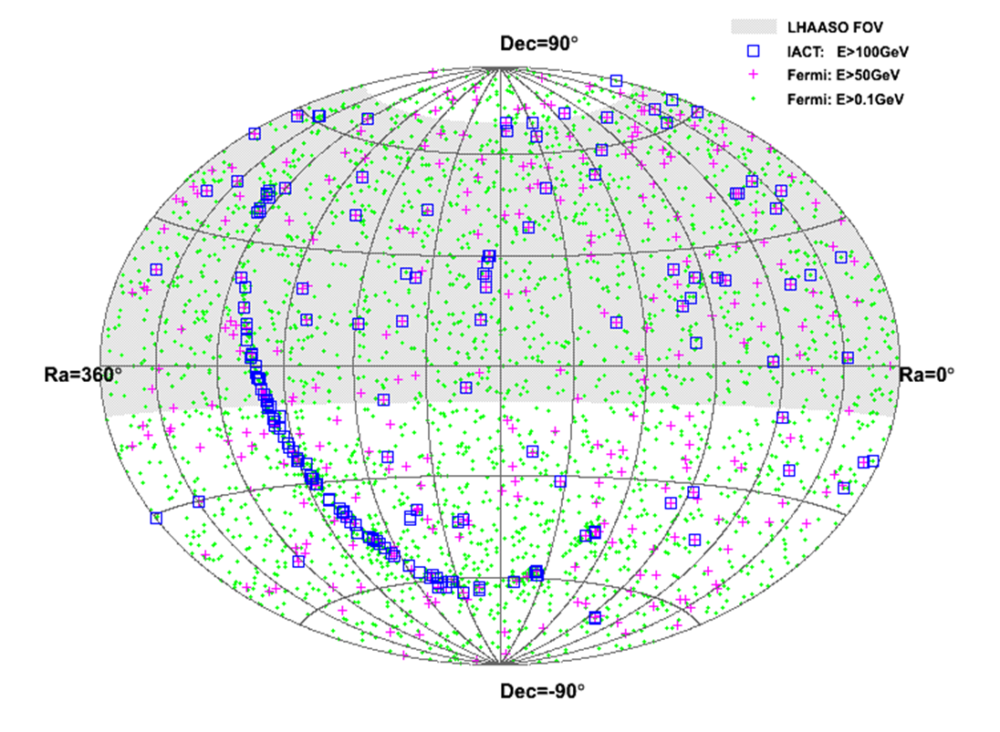 LHAASO FOV
Dec=90°
IACT: E>100GeV
Fermi: E>50GeV
Fermi: E>0.1GeV
Ra=360°
Ra=0°
Dec=-90°